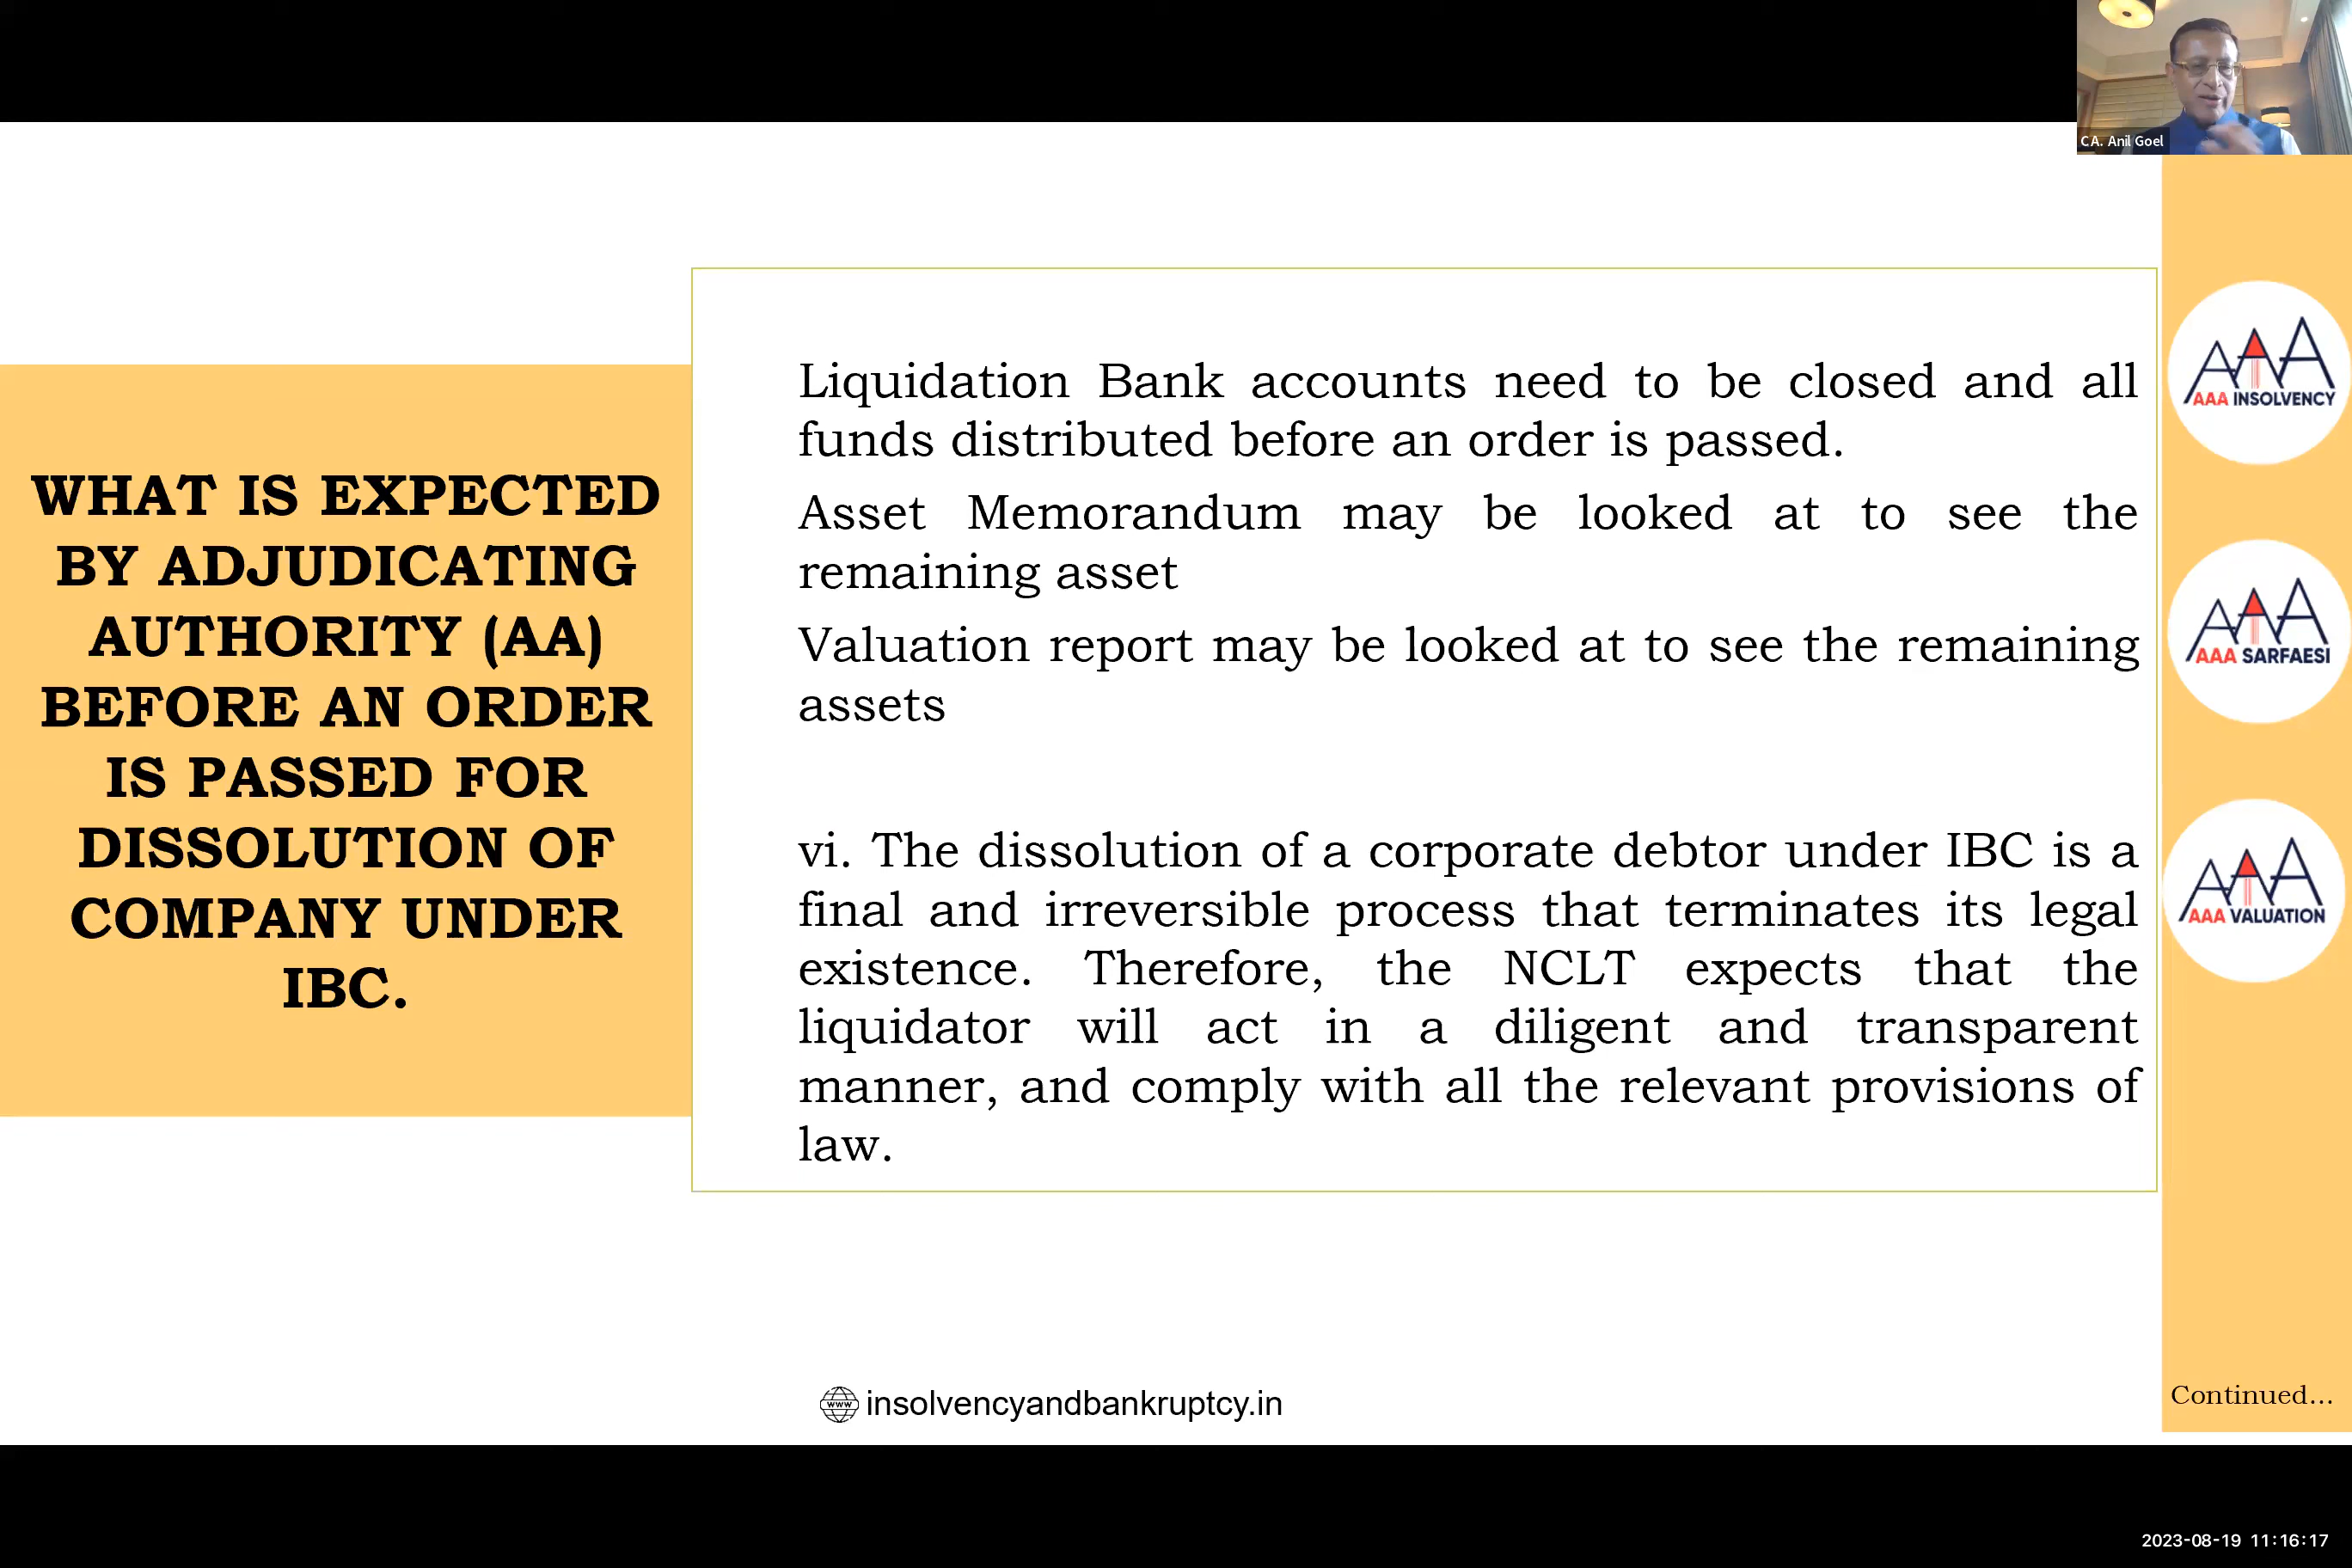 CA. Anil Goel
WHAT IS EXPECTED
BY ADJUDICATING
AUTHORITY (AA)
BEFORE AN ORDER
IS PASSED FOR
DISSOLUTION OF
COMPANY UNDER
IBC.
Liquidation Bank accounts need to be closed and all
funds distributed before an order is passed.
Asset Memorandum may be looked at to see the
remaining asset
Valuation report may be looked at to see the remaining
assets
vi. The dissolution of a corporate debtor under IBC is a
final and irreversible process that terminates its legal
existence. Therefore, the NCLT expects that the
liquidator will act in a diligent and transparent
manner, and comply with all the relevant provisions of
law.
AAA INSOLVENCY
AAA SARFAESI
AAA VALUATION
www
insolvencyandbankruptcy.in
Continued...
2023-08-19 11:16:17